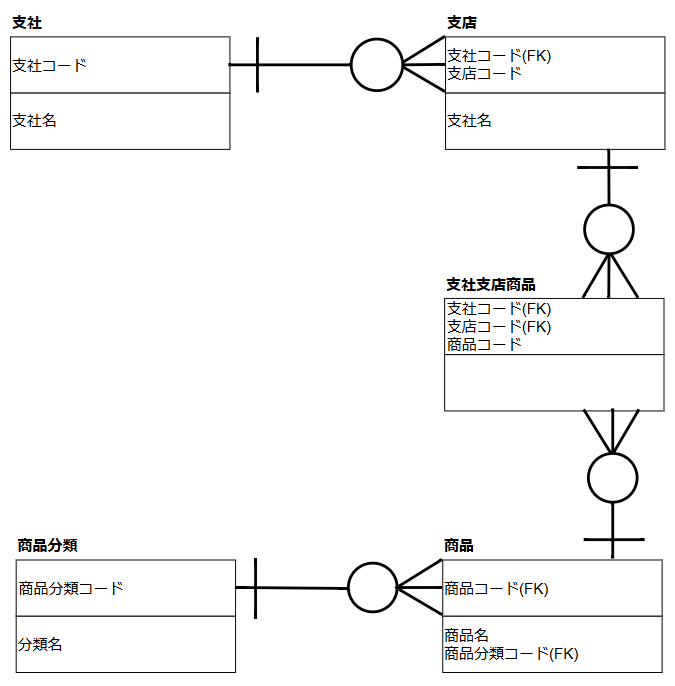 支社
支社コード
支社名
支店
支社コード(FK)
支店コード
支社名
支社支店商品
支社コード(FK)
支店コード(FK)
商品コード
商品分類
商品分類コード
分類名
商品
商品コード(FK)
商品名
商品分類コード(FK)